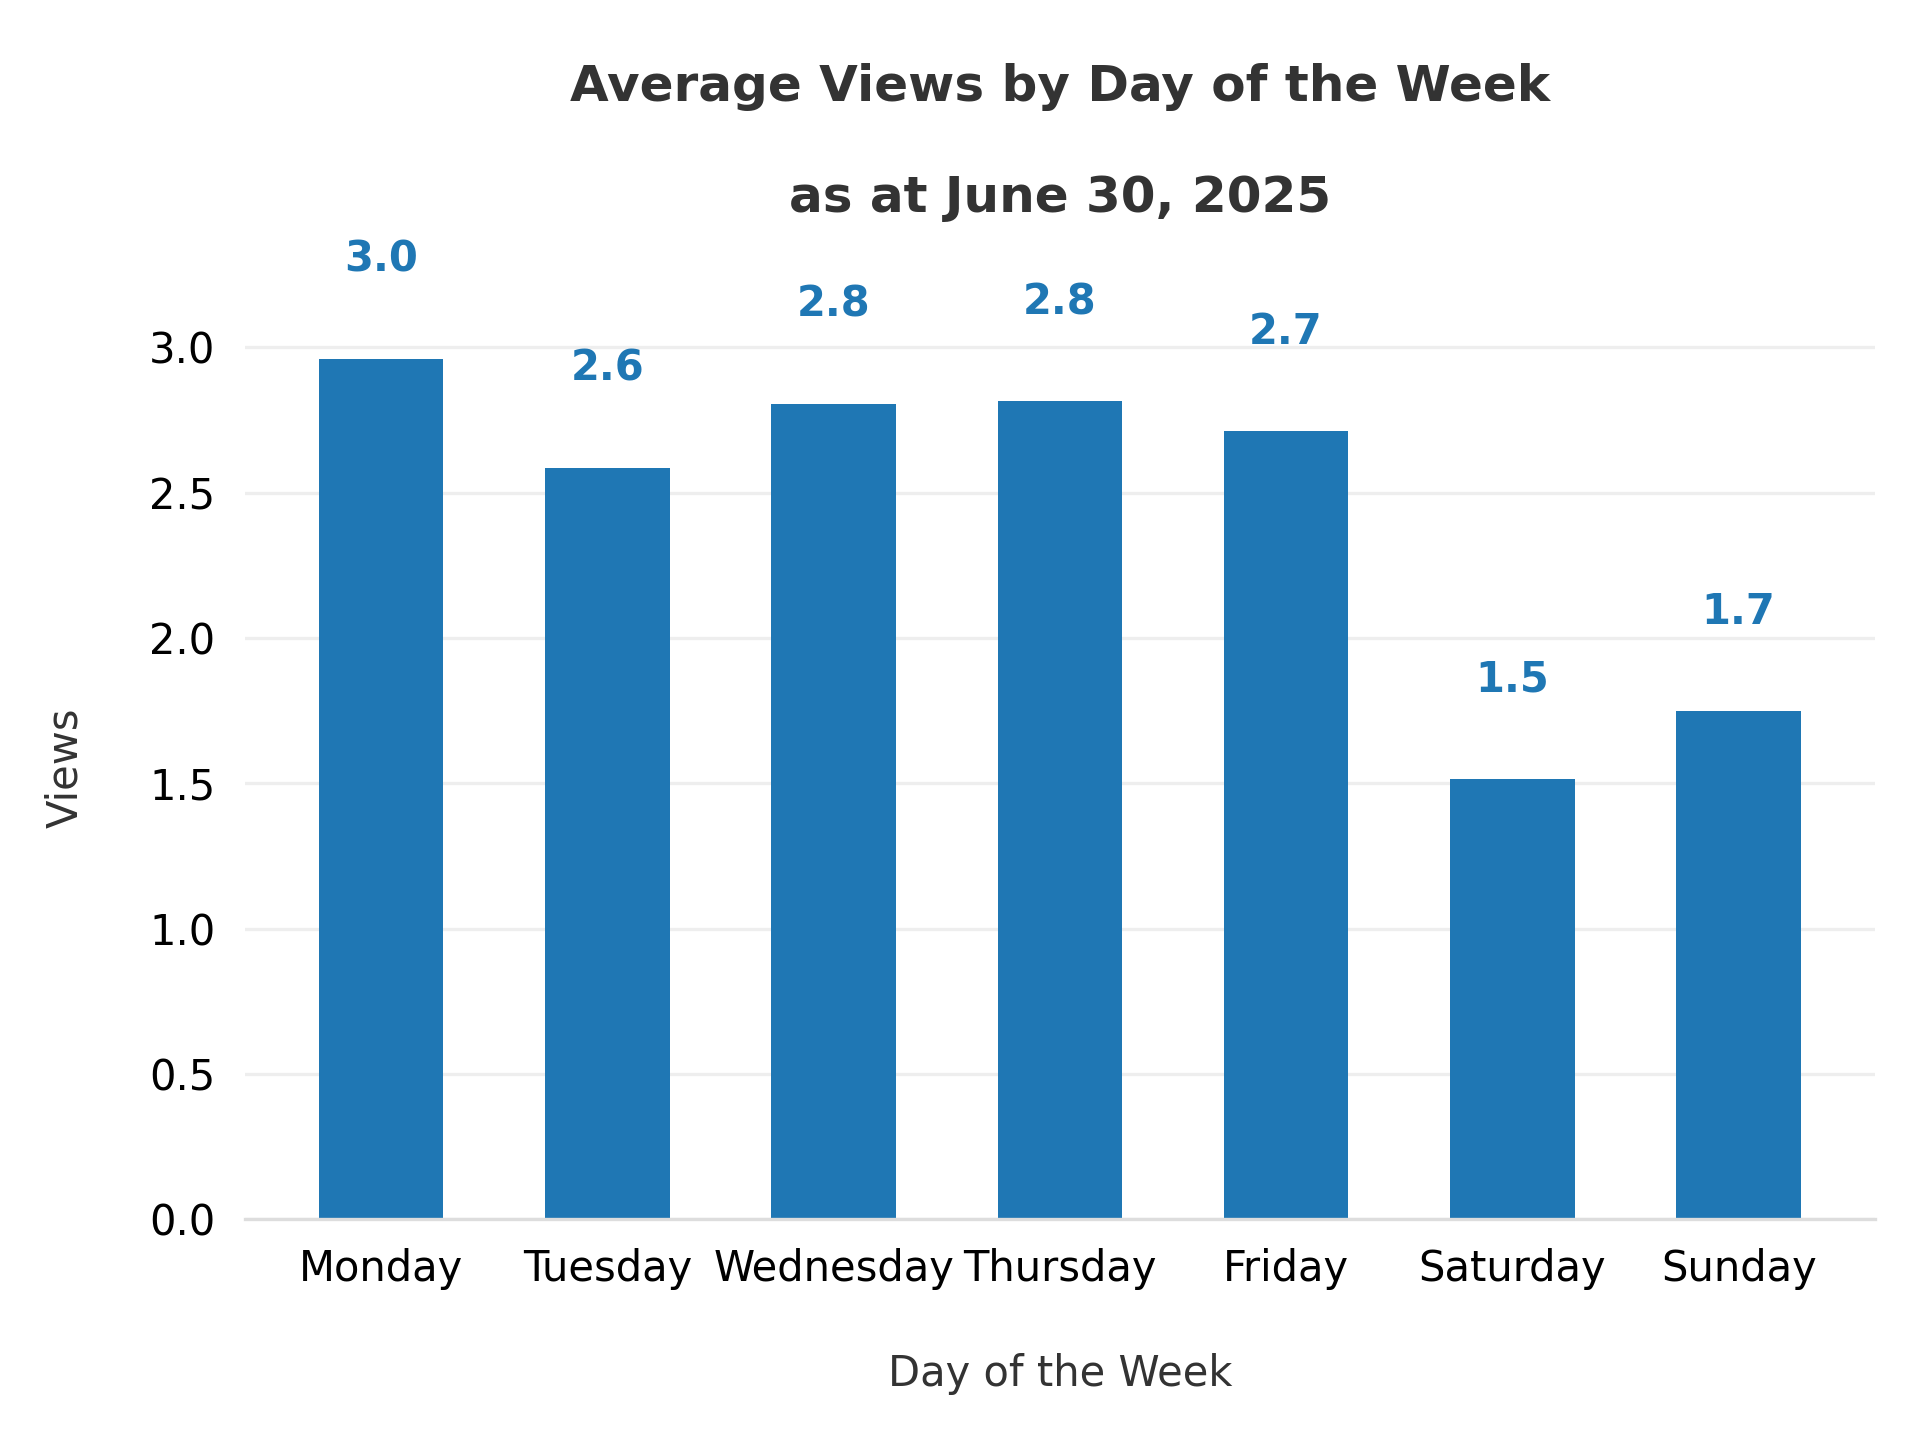 Average Views by Day of the Week
as at June 30, 2025
3.0
2.6
2.8
2.8
2.7
1.5
1.7
3.0
2.5
2.0
1.5
1.0
0.5
0.0
Views
Monday Tuesday Wednesday Thursday Friday Saturday Sunday
Day of the Week